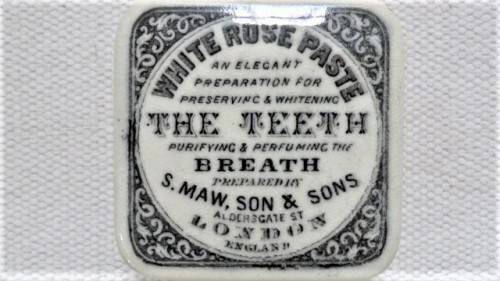 WHITE ROSE PASTE
AN ELEGANT
PREPARATION FOR
PRESERVING & WHITENING
THE TEETH
PURIFYING & PERFUMING THE
BREATH
PREPARED BY
S. MAW, SON & SONS
ALDERSGATE ST
LONDON
ENGLAND